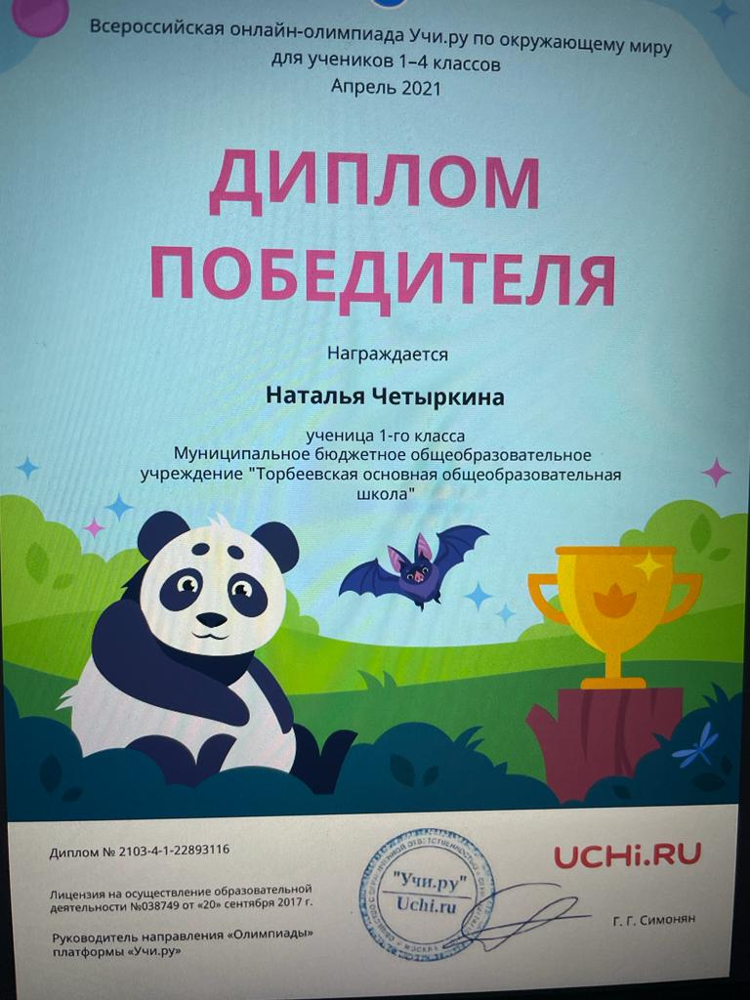 Всероссийская онлайн-олимпиада Учи.ру по окружающему миру
для учеников 1–4 классов
Апрель 2021
ДИПЛОМ
ПОБЕДИТЕЛЯ
Награждается
Наталья Четыркина
ученица 1-го класса
Муниципальное бюджетное общеобразовательное
учреждение "Торбеевская основная общеобразовательная
школа"
Диплом № 2103-4-1-22893116
Лицензия на осуществление образовательной
деятельности №038749 от «20» сентября 2017 г.
Руководитель направления «Олимпиады»
платформы «Учи.ру»
"Учи.ру"
Uchi.ru
МОСКВА
UCHi.RU
Г. Г. Симонян